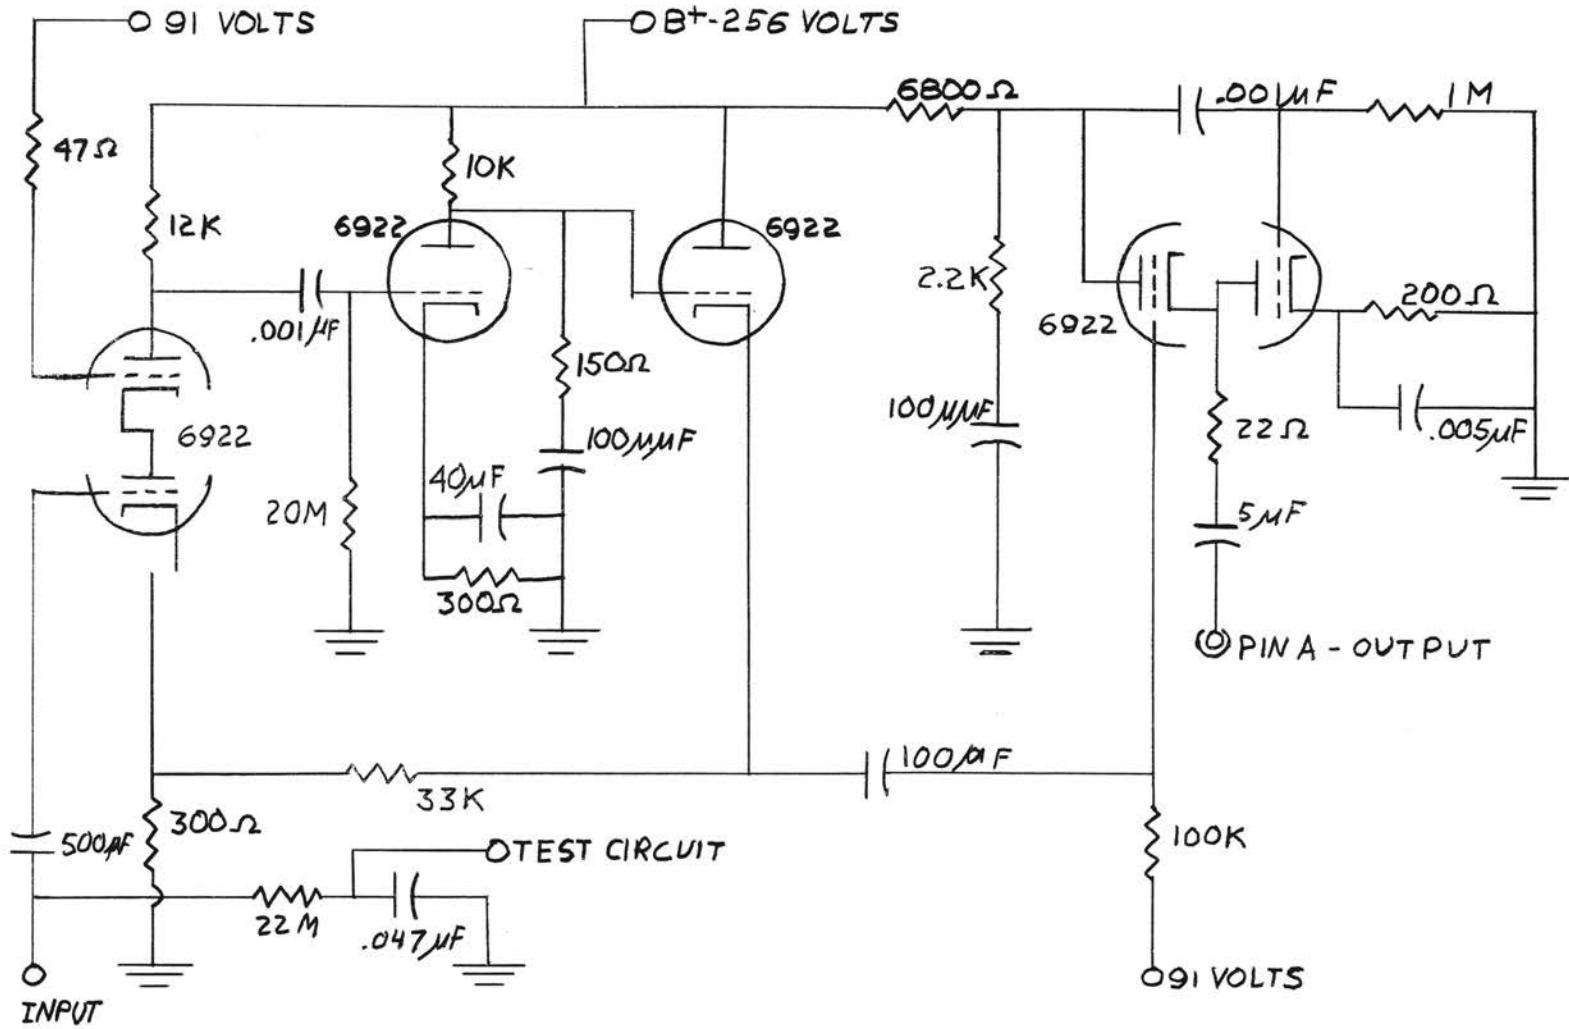 91 VOLTS
B+-256 VOLTS
6800Ω
.001µF
1M
47Ω
10K
12K
6922
6922
2.2K
6922
200Ω
.001µF
150Ω
6922
100µµF
22Ω
.005µF
100µµF
40µF
20M
5µF
300Ω
PIN A - OUTPUT
100µF
33K
300Ω
500µF
TEST CIRCUIT
100K
22M
.047µF
91 VOLTS
INPUT